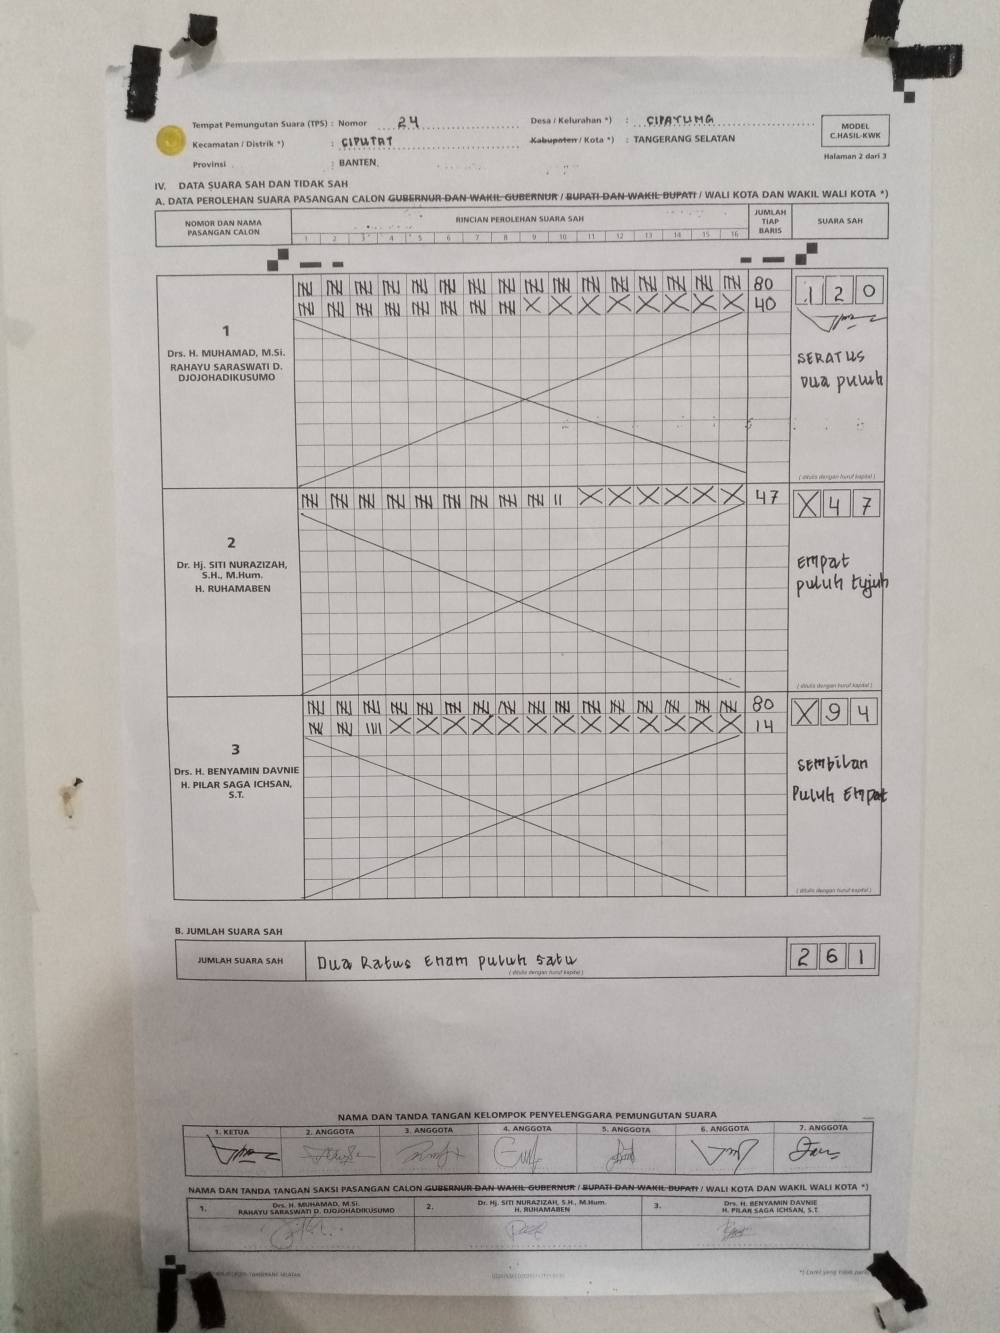 Tempat Pemungutan Suara (TPS) : Nomor 24 Desa / Kelurahan *) : CIPAYUNG
Kecamatan / Distrik *) : CIPUTAT Kabupaten / Kota *) : TANGERANG SELATAN
Provinsi : BANTEN
MODEL
C.HASIL-KWK
Halaman 2 dari 3
IV. DATA SUARA SAH DAN TIDAK SAH
A. DATA PEROLEHAN SUARA PASANGAN CALON GUBERNUR DAN WAKIL GUBERNUR / BUPATI DAN WAKIL BUPATI / WALI KOTA DAN WAKIL WALI KOTA *)
NOMOR DAN NAMA PASANGAN CALON
RINCIAN PEROLEHAN SUARA SAH
1 2 3 4 5 6 7 8 9 10 11 12 13 14 15 16
JUMLAH TIAP BARIS
SUARA SAH
1
Drs. H. MUHAMAD, M.Si.
RAHAYU SARASWATI D.
DJOJOHADIKUSUMO
80
40
120
SERATUS
Dua puluh
( ditulis dengan huruf kapital )
2
Dr. Hj. SITI NURAZIZAH,
S.H., M.Hum.
H. RUHAMABEN
47
X47
Empat
puluh tujuh
( ditulis dengan huruf kapital )
3
Drs. H. BENYAMIN DAVNIE
H. PILAR SAGA ICHSAN,
S.T.
80
14
X94
Sembilan
Puluh Empat
( ditulis dengan huruf kapital )
B. JUMLAH SUARA SAH
JUMLAH SUARA SAH Dua Ratus Enam puluh satu 261
( ditulis dengan huruf kapital )
NAMA DAN TANDA TANGAN KELOMPOK PENYELENGGARA PEMUNGUTAN SUARA
1. KETUA 2. ANGGOTA 3. ANGGOTA 4. ANGGOTA 5. ANGGOTA 6. ANGGOTA 7. ANGGOTA
NAMA DAN TANDA TANGAN SAKSI PASANGAN CALON GUBERNUR DAN WAKIL GUBERNUR / BUPATI DAN WAKIL BUPATI / WALI KOTA DAN WAKIL WALI KOTA *)
1. Drs. H. MUHAMAD, M.Si.
RAHAYU SARASWATI D. DJOJOHADIKUSUMO
2. Dr. Hj. SITI NURAZIZAH, S.H., M.Hum.
H. RUHAMABEN
3. Drs. H. BENYAMIN DAVNIE
H. PILAR SAGA ICHSAN, S.T.
TANGERANG SELATAN
*) Coret yang tidak